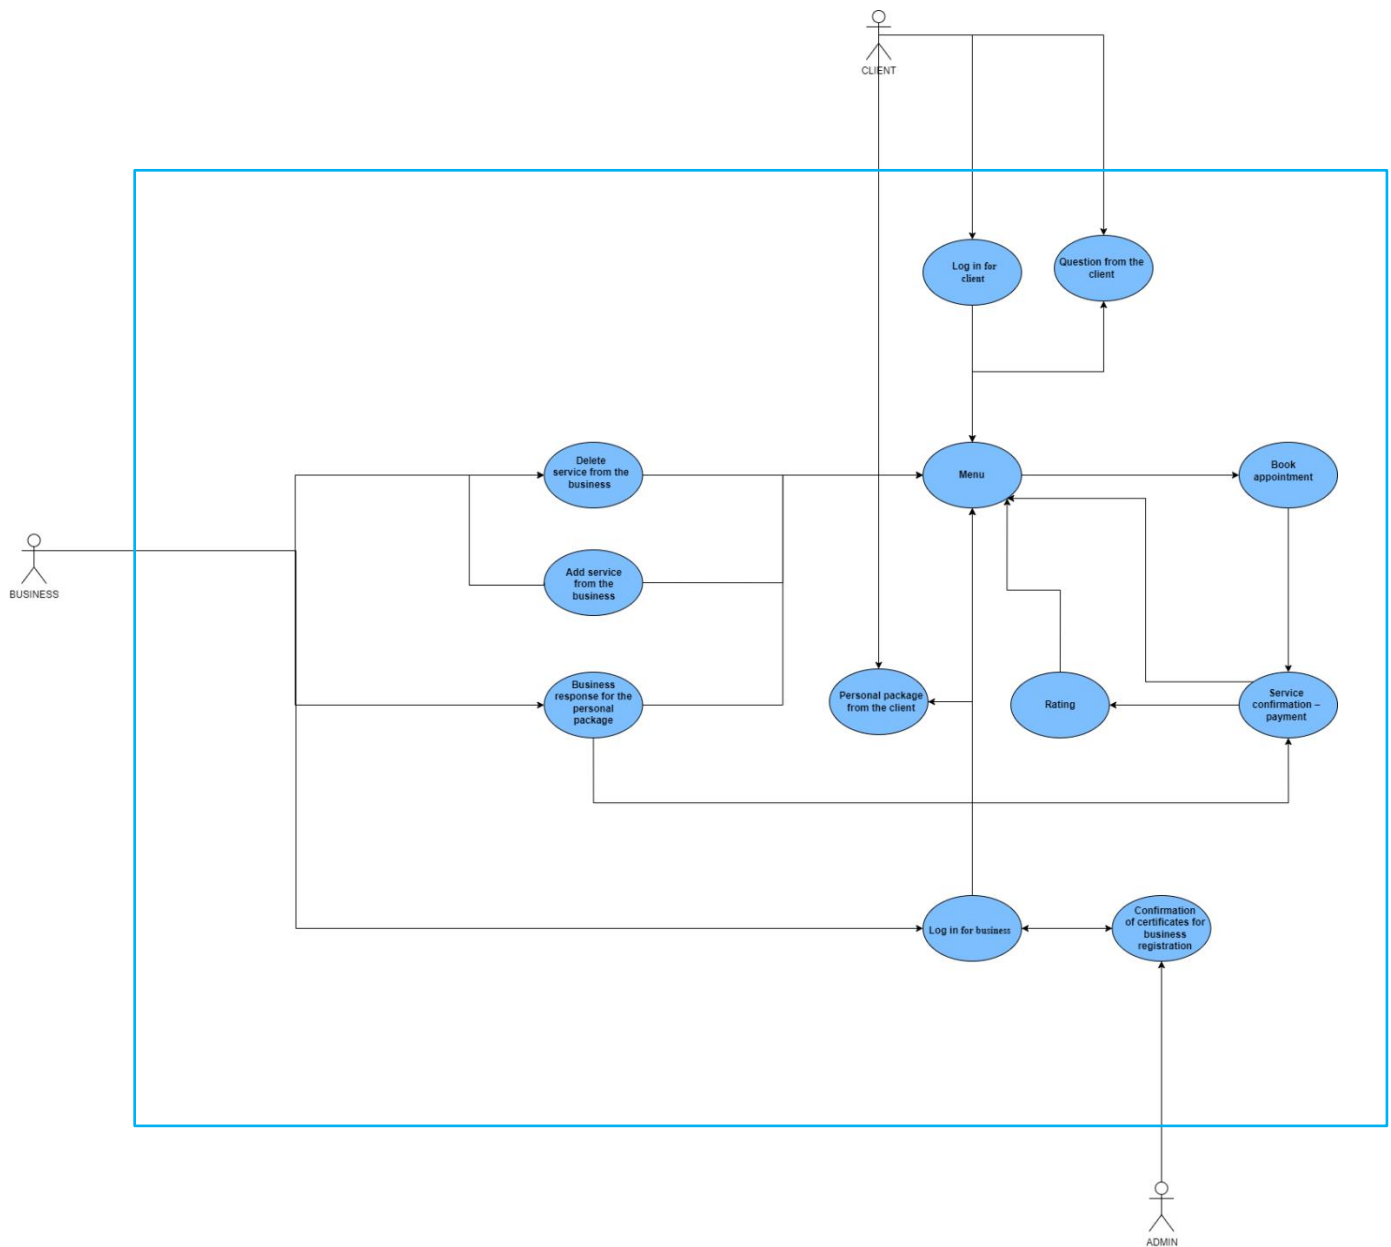 CLIENT
Log in for
client
Question from the
client
Delete
service from the
business
Menu
Book
appointment
Add service
from the
business
BUSINESS
Business
response for the
personal
package
Personal package
from the client
Rating
Service
confirmation –
payment
Log in for business
Confirmation
of certificates for
business
registration
ADMIN